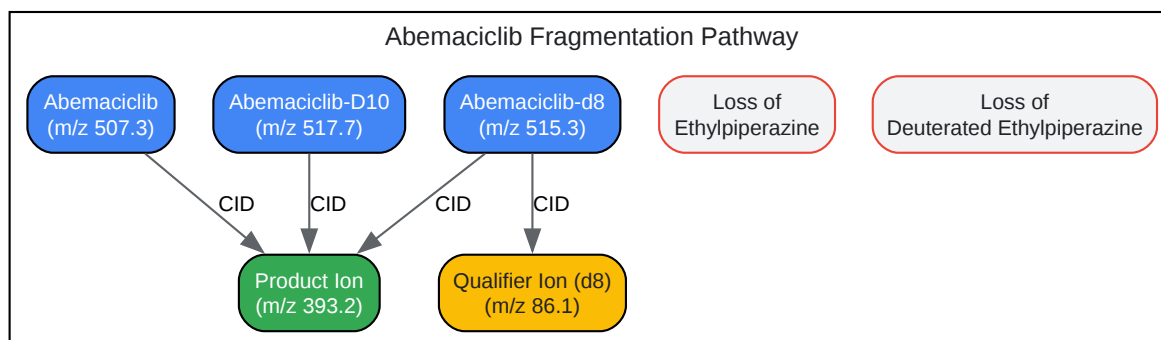 Abemaciclib Fragmentation Pathway
Abemaciclib
(m/z 507.3)
Abemaciclib-D10
(m/z 517.7)
Abemaciclib-d8
(m/z 515.3)
Loss of
Ethylpiperazine
Loss of
Deuterated Ethylpiperazine
CID
CID
CID
CID
Product Ion
(m/z 393.2)
Qualifier Ion (d8)
(m/z 86.1)